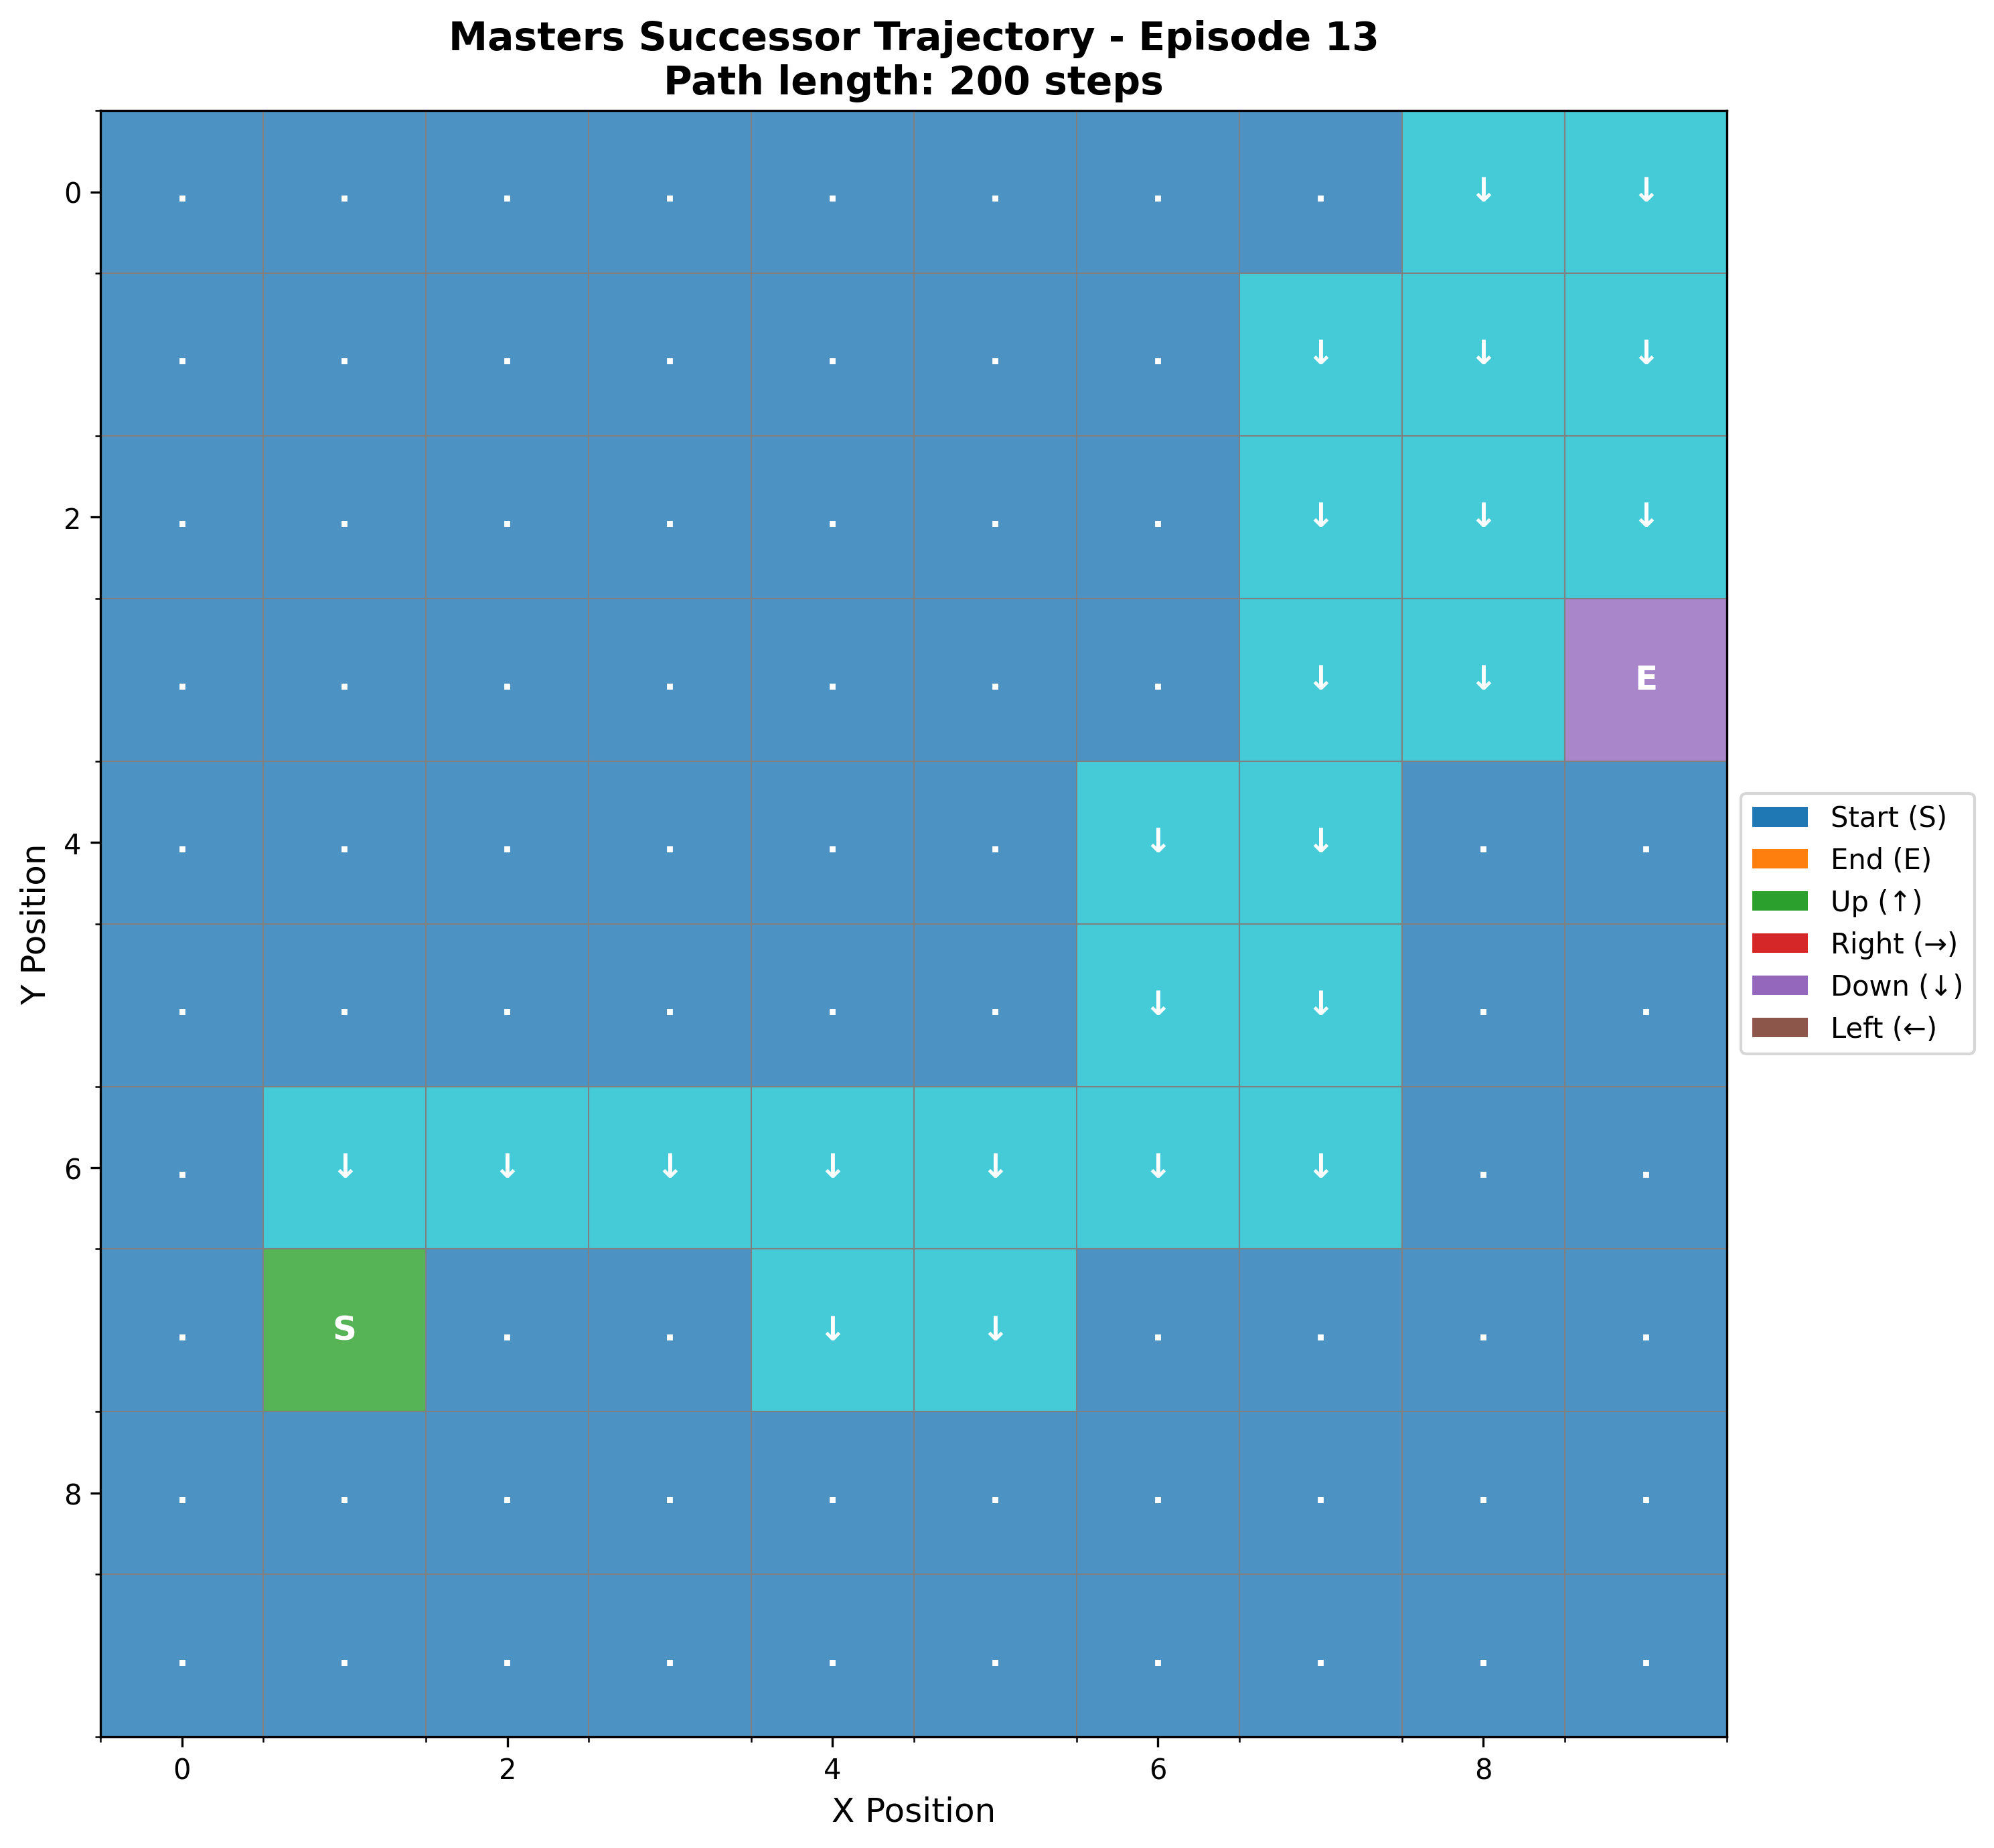 Masters Successor Trajectory - Episode 13
Path length: 200 steps
0 . . . . . . . . ↓ ↓
. . . . . . . ↓ ↓ ↓
2 . . . . . . . ↓ ↓ ↓
. . . . . . . ↓ ↓ E
4 . . . . . . ↓ ↓ . .
. . . . . . ↓ ↓ . .
6 . ↓ ↓ ↓ ↓ ↓ ↓ ↓ . .
. S . . ↓ ↓ . . . .
8 . . . . . . . . . .
. . . . . . . . . .
0 2 4 6 8
X Position
Y Position
Start (S)
End (E)
Up (↑)
Right (→)
Down (↓)
Left (←)